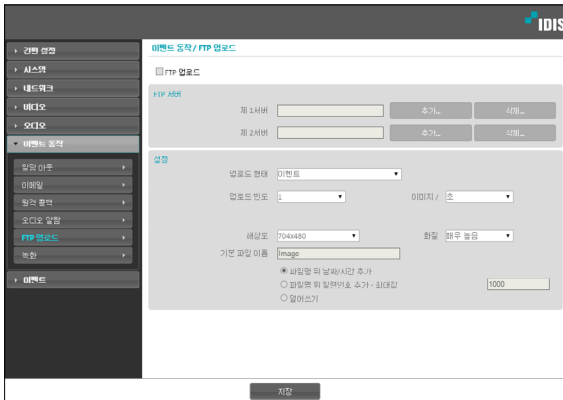 IDIS
간편 설정
시스템
네트워크
비디오
오디오
이벤트 동작
알람 아웃
이메일
원격 콜백
오디오 알람
FTP 업로드
녹화
이벤트
이벤트 동작 / FTP 업로드
FTP 업로드
FTP 서버
제 1서버 추가... 삭제...
제 2서버 추가... 삭제...
설정
업로드 형태 이벤트
업로드 빈도 1 이미지 / 초
해상도 704x480 화질 매우 높음
기본 파일 이름 Image
파일명 뒤 날짜/시간 추가
파일명 뒤 일련번호 추가 - 최대값 1000
덮어쓰기
저장